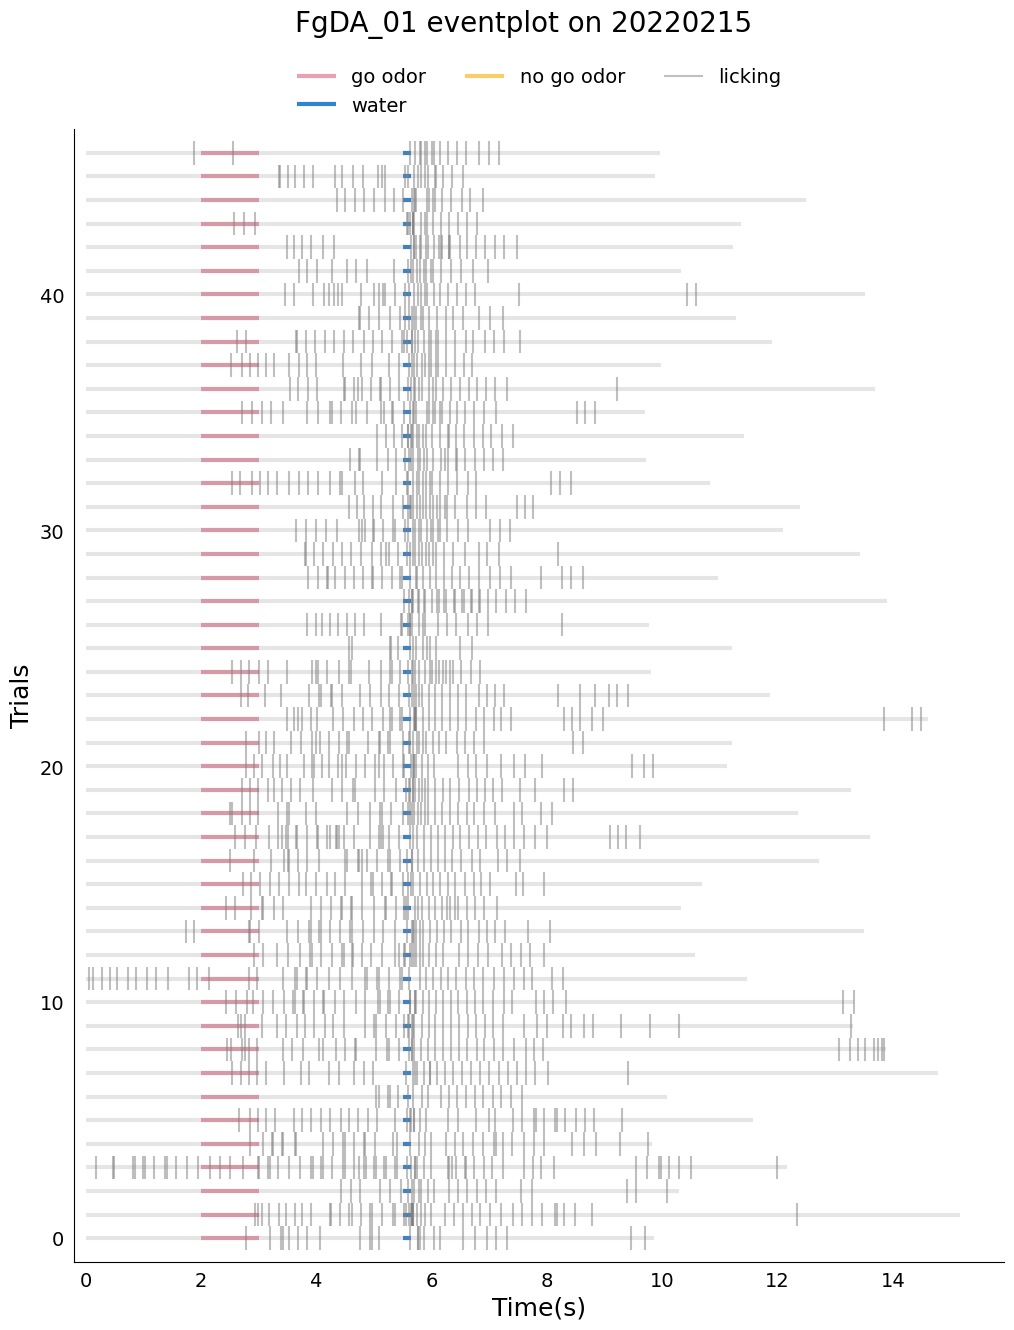 FgDA_01 eventplot on 20220215
go odor
no go odor
licking
water
40
30
20
10
0
Trials
0 2 4 6 8 10 12 14
Time(s)